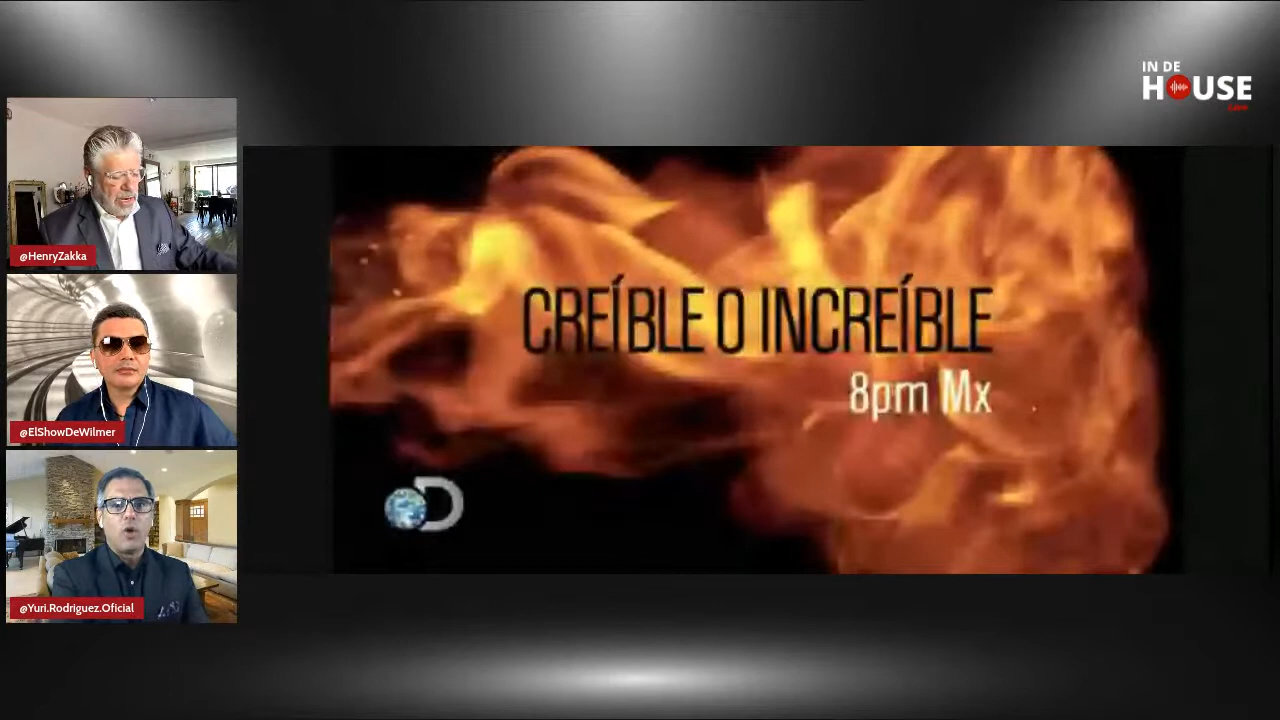 IN DE
HOUSE
@HenryZakka
@ElShowDeWilmer
@Yuri.Rodriguez.Oficial
CREÍBLE O INCREÍBLE
8pm Mx
D